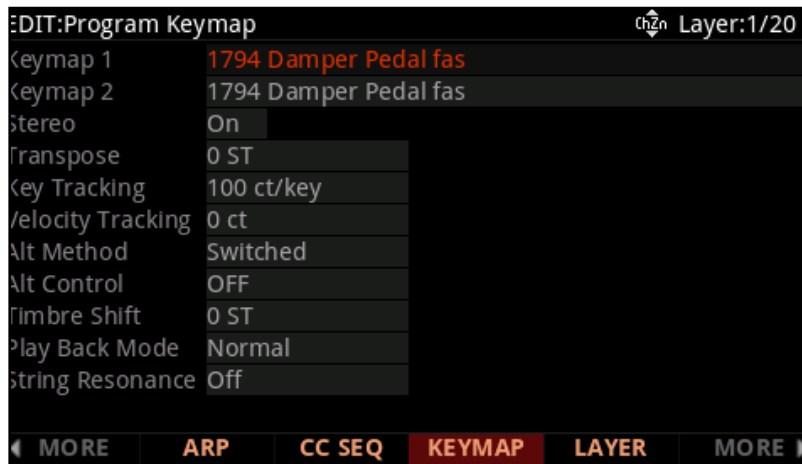 EDIT:Program Keymap ChZn Layer:1/20
Keymap 1 1794 Damper Pedal fas
Keymap 2 1794 Damper Pedal fas
Stereo On
Transpose 0 ST
Key Tracking 100 ct/key
Velocity Tracking 0 ct
Alt Method Switched
Alt Control OFF
Timbre Shift 0 ST
Play Back Mode Normal
String Resonance Off
MORE ARP CC SEQ KEYMAP LAYER MORE